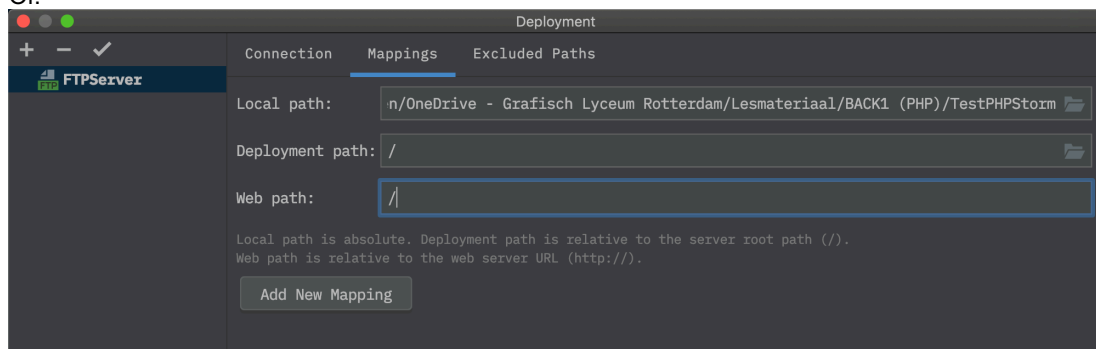 Deployment
Connection Mappings Excluded Paths
FTP FTPServer
Local path: n/OneDrive - Grafisch Lyceum Rotterdam/Lesmateriaal/BACK1 (PHP)/TestPHPStorm
Deployment path: /
Web path: /
Local path is absolute. Deployment path is relative to the server root path (/).
Web path is relative to the web server URL (http://).
Add New Mapping